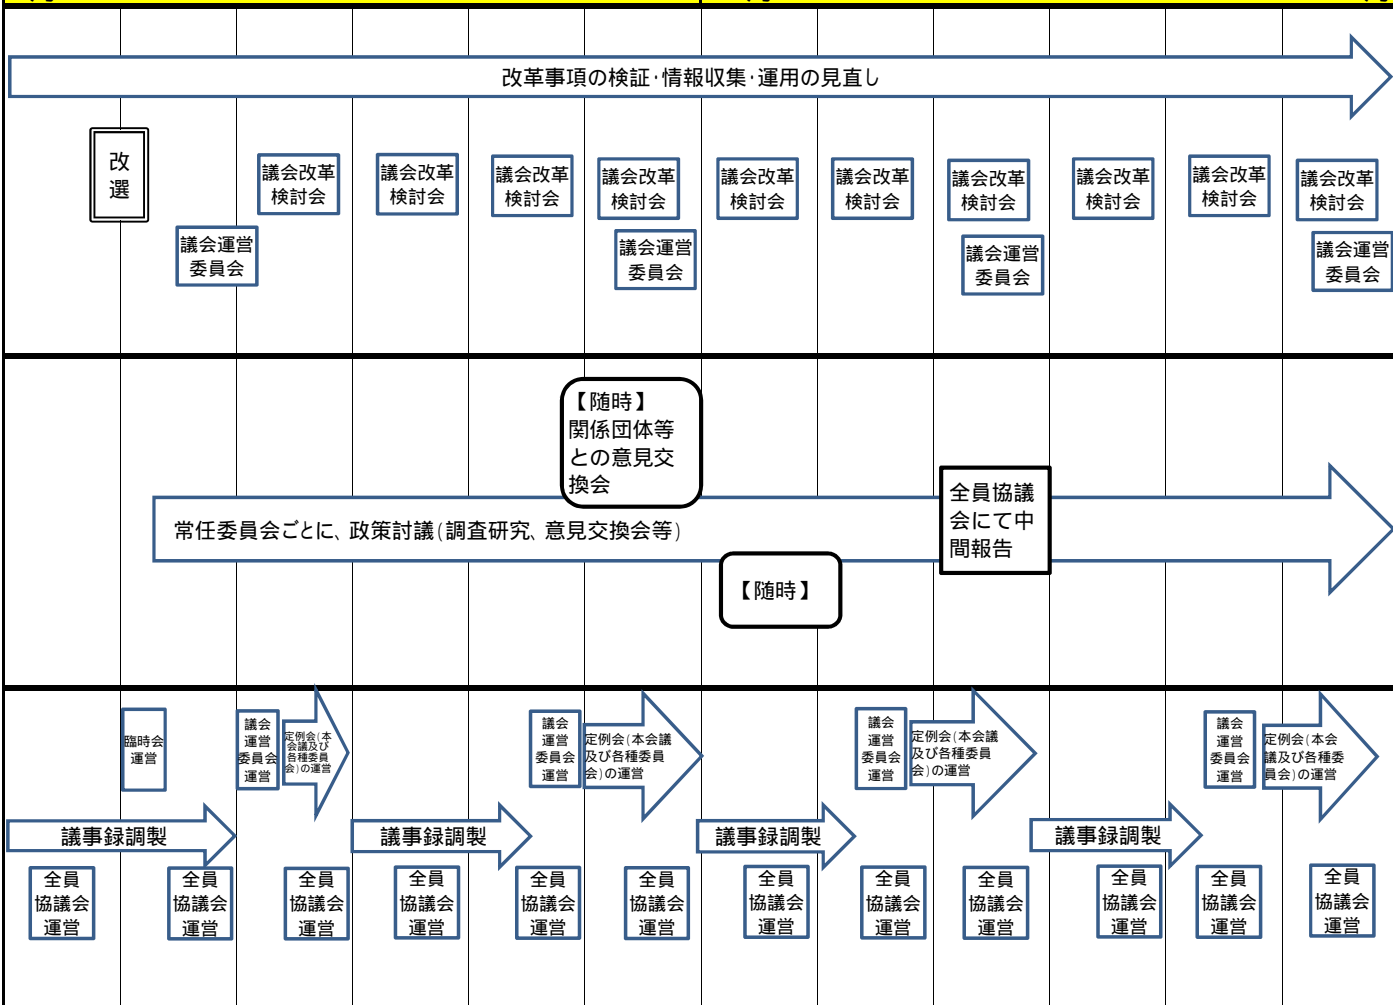 改革事項の検証・情報収集・運用の見直し
改
選
議会改革
検討会
議会改革
検討会
議会改革
検討会
議会改革
検討会
議会改革
検討会
議会改革
検討会
議会改革
検討会
議会改革
検討会
議会改革
検討会
議会改革
検討会
議会運営
委員会
議会運営
委員会
議会運営
委員会
議会運営
委員会
【随時】
関係団体等
との意見交
換会
常任委員会ごとに、政策討議(調査研究、意見交換会等)
全員協議
会にて中
間報告
【随時】
臨時会
運営
議会
運営
委員会
運営
定例会(本
会議及び
各種委員
会)の運営
議会
運営
委員会
運営
定例会(本会議
及び各種委員
会)の運営
議会
運営
委員会
運営
定例会(本会議
及び各種委員
会)の運営
議会
運営
委員会
運営
定例会(本会
議及び各種委
員会)の運営
議事録調製
議事録調製
議事録調製
議事録調製
全員
協議会
運営
全員
協議会
運営
全員
協議会
運営
全員
協議会
運営
全員
協議会
運営
全員
協議会
運営
全員
協議会
運営
全員
協議会
運営
全員
協議会
運営
全員
協議会
運営
全員
協議会
運営
全員
協議会
運営